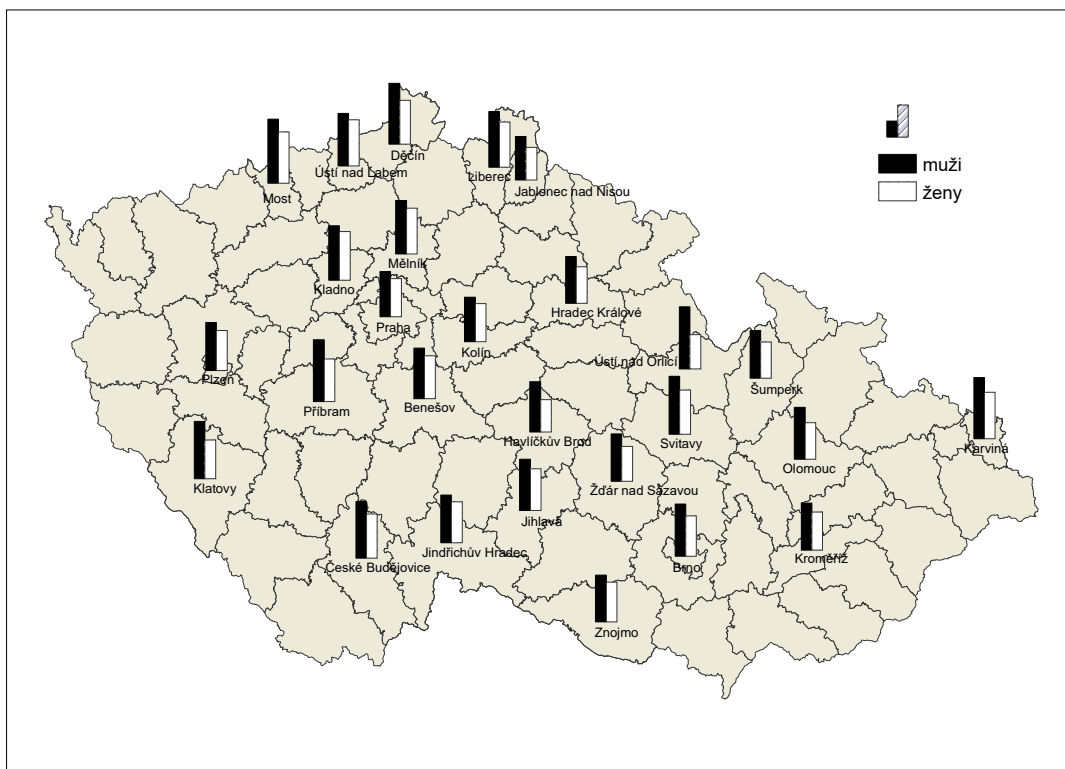 muži
ženy
Děčín
Ústí nad Labem
Liberec
Most
Jablonec nad Nisou
Mělník
Kladno
Hradec Králové
Praha
Kolín
Ústí nad Orlicí
Plzeň
Šumperk
Příbram
Benešov
Havlíčkův Brod
Svitavy
Karviná
Olomouc
Klatovy
Žďár nad Sázavou
Jihlava
Jindřichův Hradec
Kroměříž
České Budějovice
Brno
Znojmo